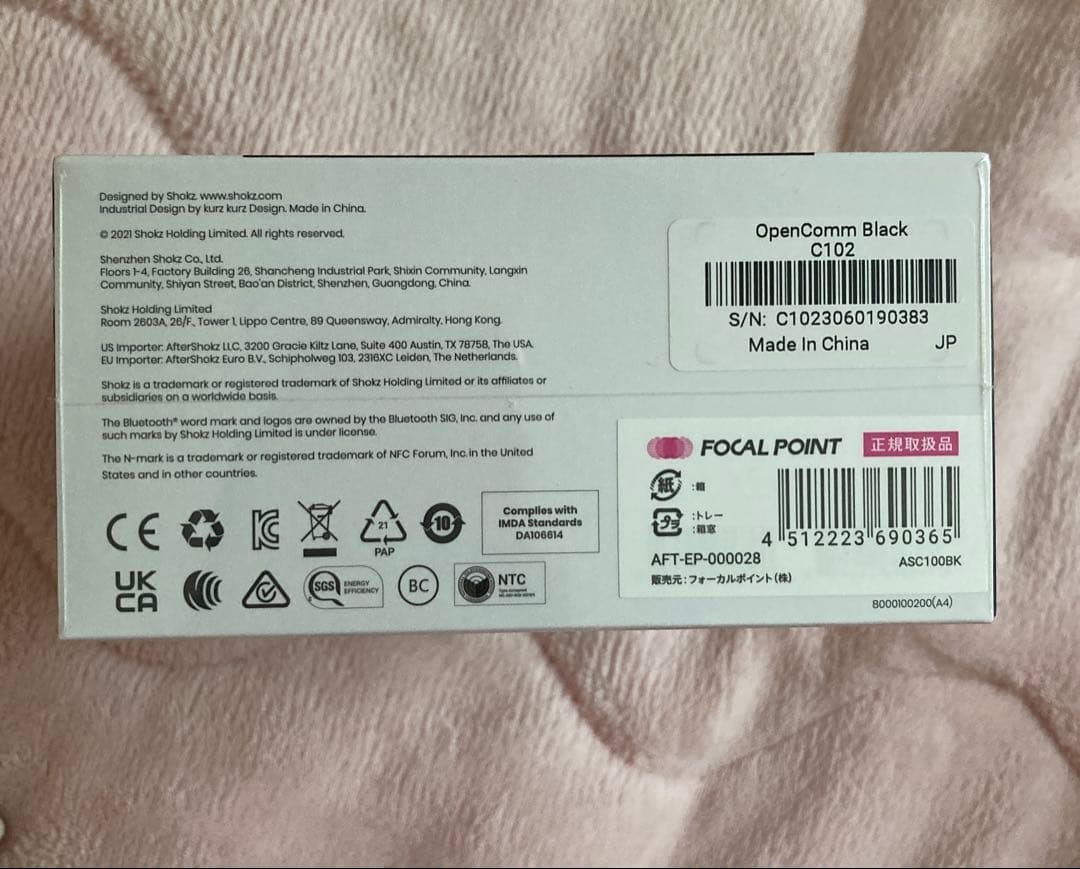 Designed by Shokz. www.shokz.com
Industrial Design by kurz kurz Design. Made in China.
© 2021 Shokz Holding Limited. All rights reserved.
Shenzhen Shokz Co., Ltd.
Floors 1-4, Factory Building 26, Shancheng Industrial Park, Shixin Community, Langxin
Community, Shiyan Street, Bao'an District, Shenzhen, Guangdong, China.
Shokz Holding Limited
Room 2603A, 26/F., Tower 1, Lippo Centre, 89 Queensway, Admiralty, Hong Kong.
US Importer: AfterShokz LLC, 3200 Gracie Kiltz Lane, Suite 400 Austin, TX 78758, The USA.
EU Importer: AfterShokz Euro B.V., Schipholweg 103, 2316XC Leiden, The Netherlands.
Shokz is a trademark or registered trademark of Shokz Holding Limited or its affiliates or
subsidiaries on a worldwide basis.
The Bluetooth® word mark and logos are owned by the Bluetooth SIG, Inc. and any use of
such marks by Shokz Holding Limited is under license.
The N-mark is a trademark or registered trademark of NFC Forum, Inc. in the United
States and in other countries.
CE
21
PAP
10
Complies with
IMDA Standards
DA106614
UK
CA
SGS ENERGY
EFFICIENCY
BC
NTC
OpenComm Black
C102
S/N: C1023060190383
Made In China JP
FOCAL POINT 正規取扱品
紙 :箱
プラ :トレー
:箱窓
4 512223 690365
AFT-EP-000028 ASC100BK
販売元:フォーカルポイント(株)
8000100200(A4)